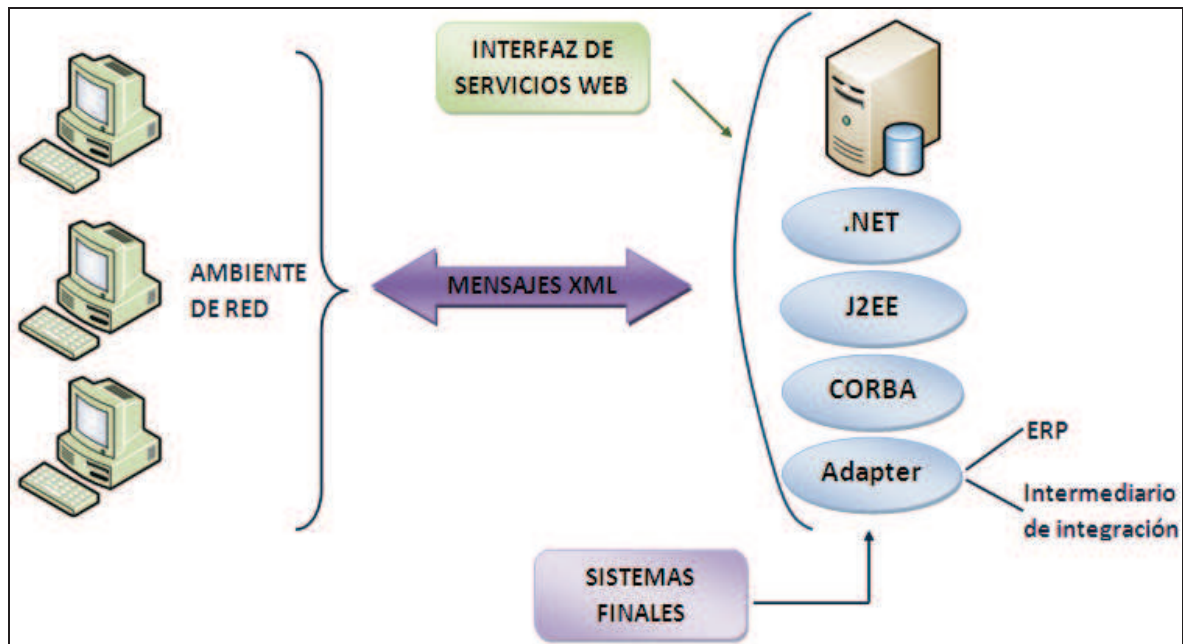 INTERFAZ DE
SERVICIOS WEB
AMBIENTE
DE RED
MENSAJES XML
.NET
J2EE
CORBA
Adapter
ERP
Intermediario
de integración
SISTEMAS
FINALES